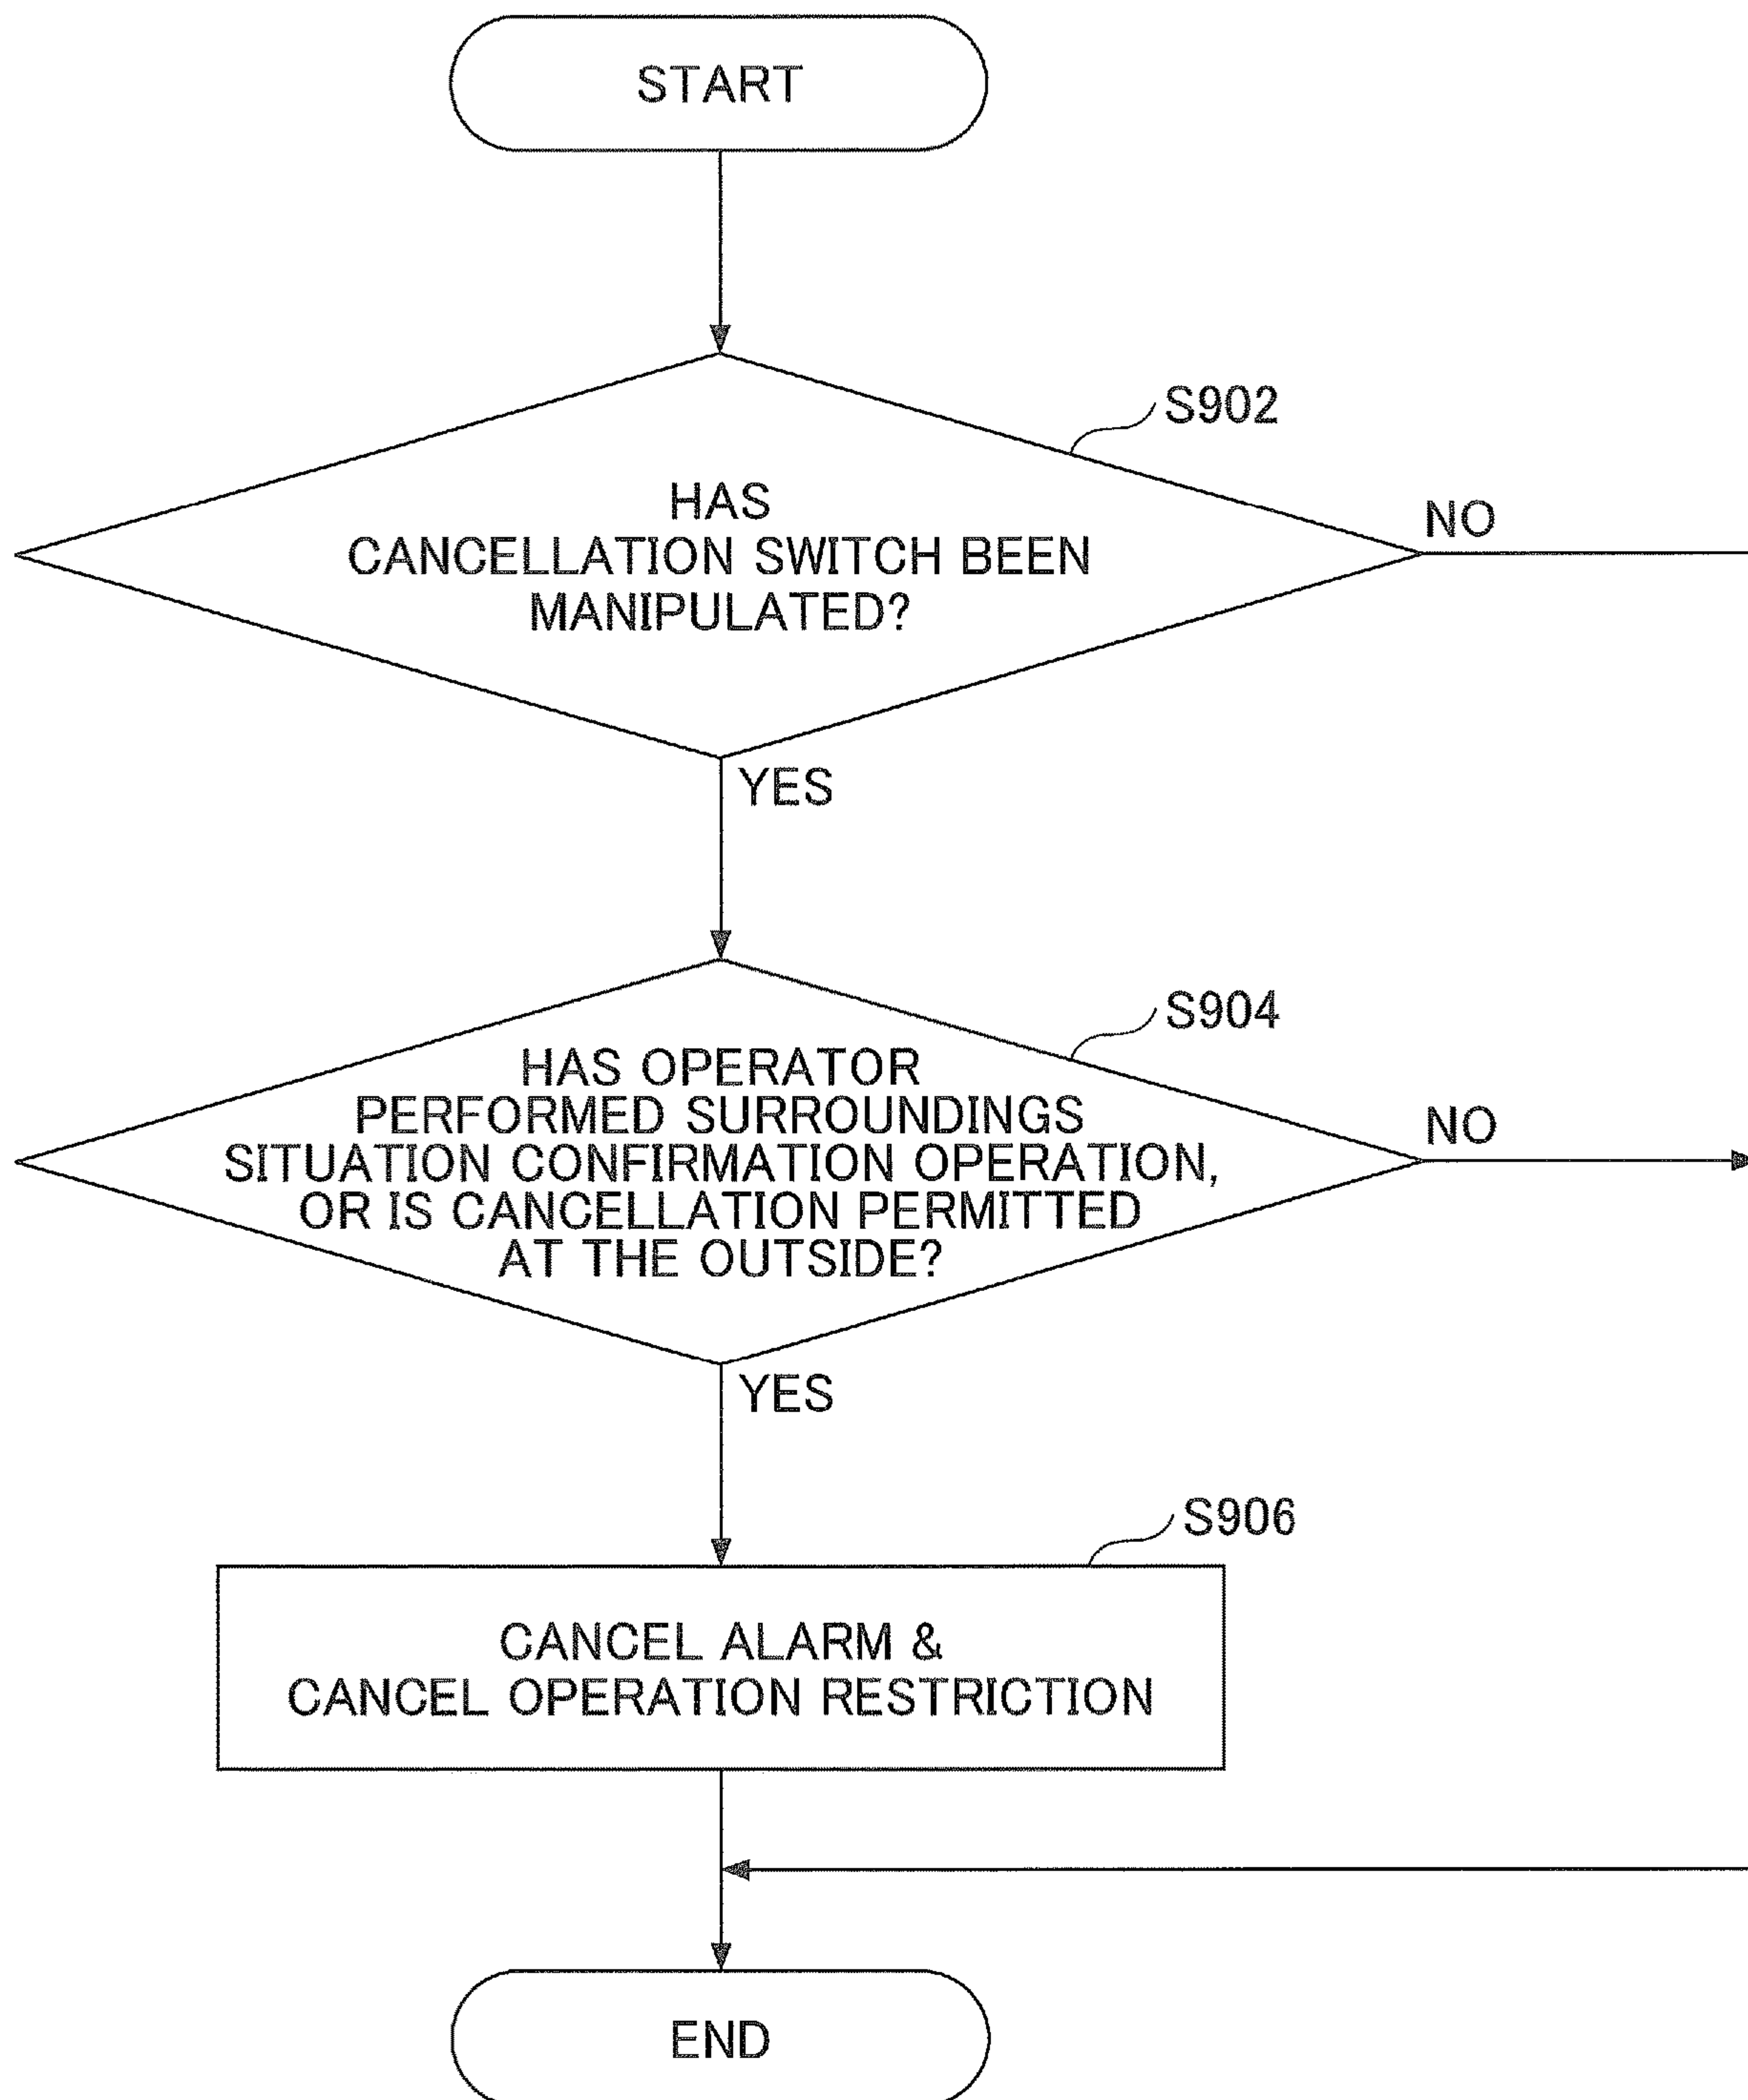 START
S902
HAS
CANCELLATION SWITCH BEEN
MANIPULATED?
NO
YES
S904
HAS OPERATOR
PERFORMED SURROUNDINGS
SITUATION CONFIRMATION OPERATION,
OR IS CANCELLATION PERMITTED
AT THE OUTSIDE?
NO
YES
S906
CANCEL ALARM &
CANCEL OPERATION RESTRICTION
END